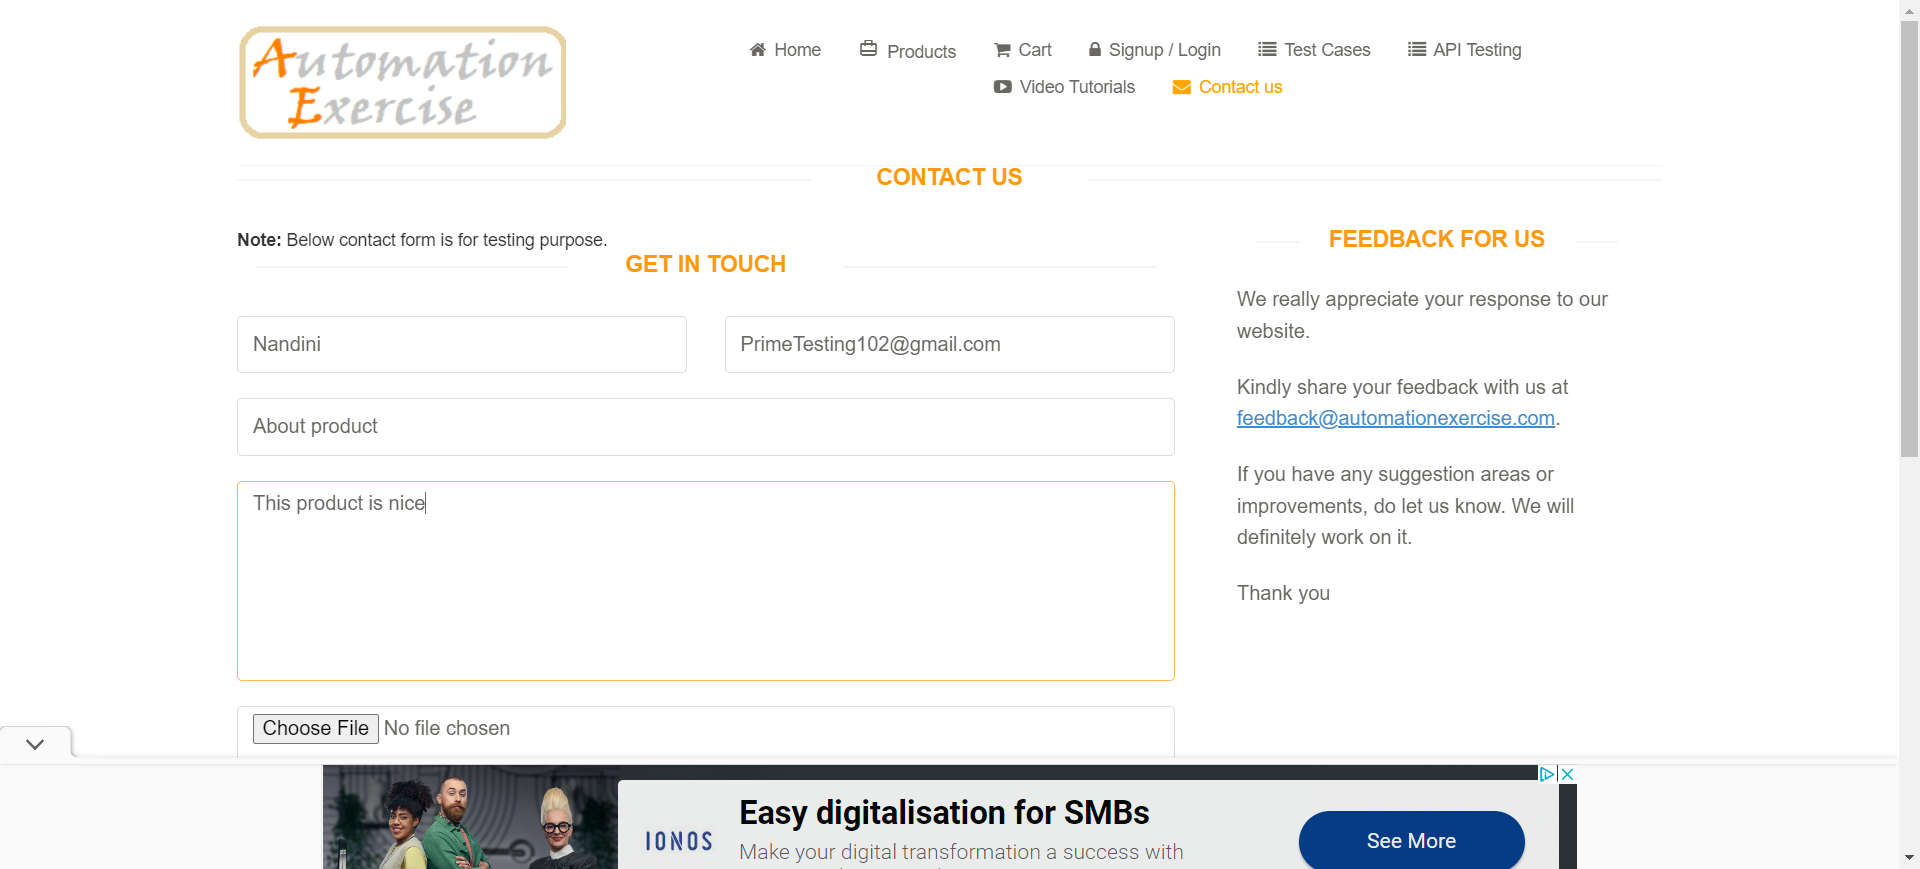 Automation
Exercise
Home
Products
Cart
Signup / Login
Test Cases
API Testing
Video Tutorials
Contact us
CONTACT US
Note: Below contact form is for testing purpose.
GET IN TOUCH
Nandini
PrimeTesting102@gmail.com
About product
This product is nice
Choose File No file chosen
FEEDBACK FOR US
We really appreciate your response to our
website.
Kindly share your feedback with us at
feedback@automationexercise.com.
If you have any suggestion areas or
improvements, do let us know. We will
definitely work on it.
Thank you
IONOS
Easy digitalisation for SMBs
Make your digital transformation a success with
See More